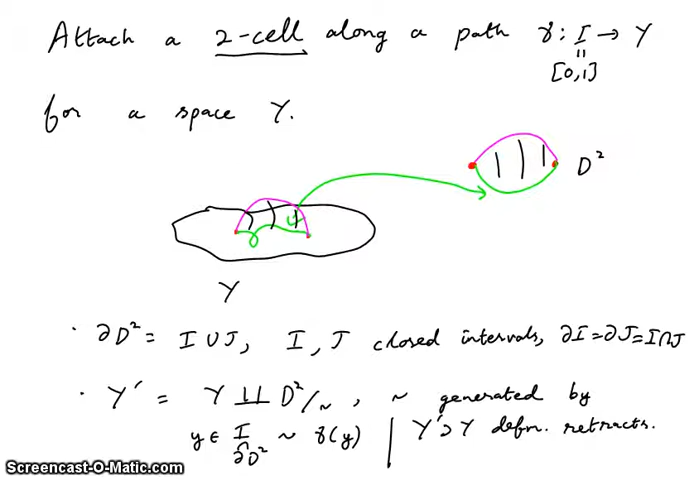 Attach a 2-cell along a path γ: I → Y
॥
[0,1]
for a space Y.
D²
γ
Y
· ∂D² = I ∪ J, I, J closed intervals, ∂I = ∂J = I∩J
· Y' = Y ⊔ D²/~, ~ generated by
y ∈ I ~ γ(y) | Y' ⊃ Y defn. retracts.
∩
∂D²
Screencast-O-Matic.com